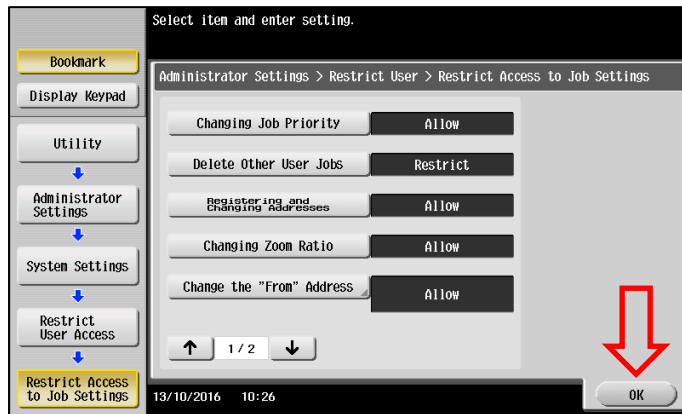 Select item and enter setting.
Bookmark
Display Keypad
Administrator Settings > Restrict User > Restrict Access to Job Settings
Utility
Administrator
Settings
System Settings
Restrict
User Access
Restrict Access
to Job Settings
Changing Job Priority
Allow
Delete Other User Jobs
Restrict
Registering and
Changing Addresses
Allow
Changing Zoom Ratio
Allow
Change the "From" Address
Allow
↑ 1/2 ↓
13/10/2016 10:26
OK